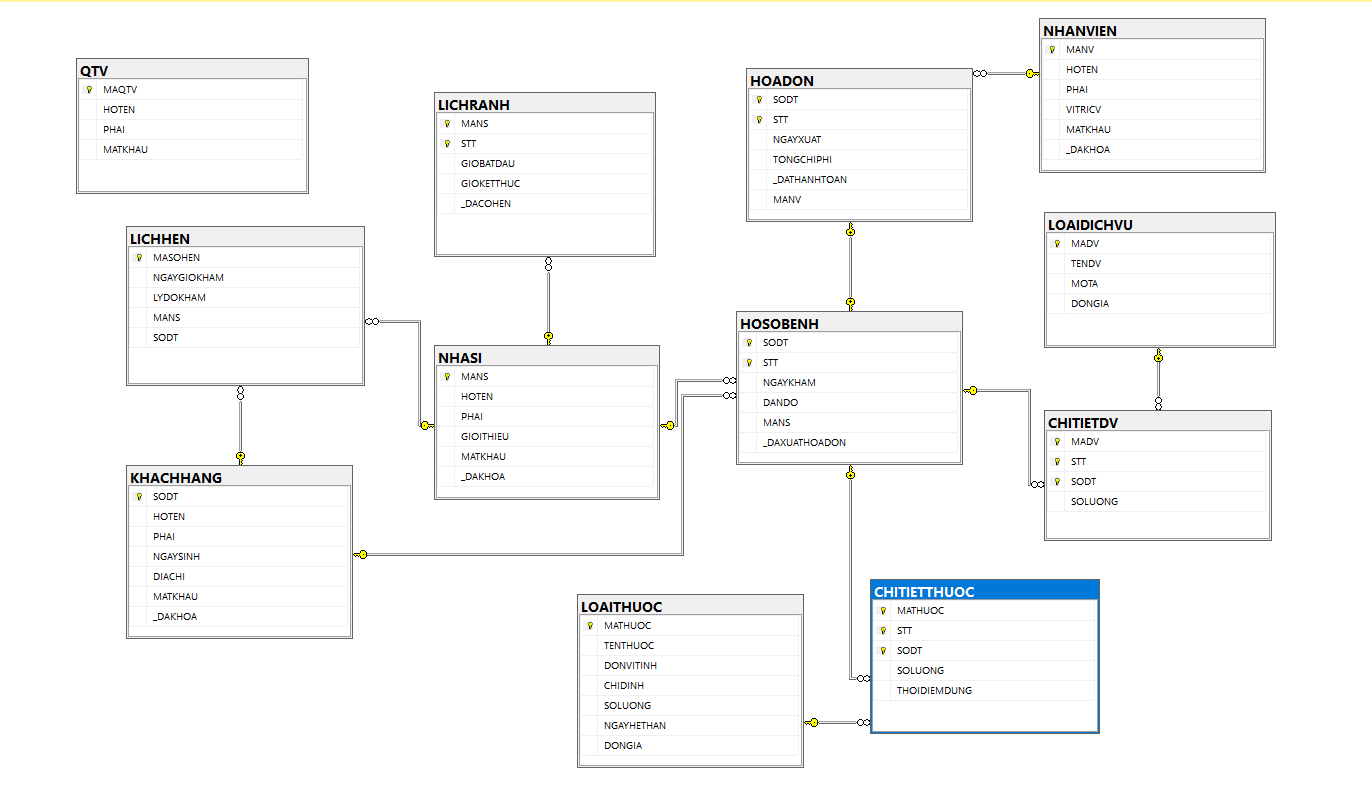 QTV
MAQTV
HOTEN
PHAI
MATKHAU
LICHRANH
MANS
STT
GIOBATDAU
GIOKETTHUC
_DACOHEN
HOADON
SODT
STT
NGAYXUAT
TONGCHIPHI
_DATHANHTOAN
MANV
NHANVIEN
MANV
HOTEN
PHAI
VITRICV
MATKHAU
_DAKHOA
LICHHEN
MASOHEN
NGAYGIOKHAM
LYDOKHAM
MANS
SODT
NHASI
MANS
HOTEN
PHAI
GIOITHIEU
MATKHAU
_DAKHOA
HOSOBENH
SODT
STT
NGAYKHAM
DANDO
MANS
_DAXUATHOADON
LOAIDICHVU
MADV
TENDV
MOTA
DONGIA
CHITIETDV
MADV
STT
SODT
SOLUONG
KHACHHANG
SODT
HOTEN
PHAI
NGAYSINH
DIACHI
MATKHAU
_DAKHOA
LOAITHUOC
MATHUOC
TENTHUOC
DONVITINH
CHIDINH
SOLUONG
NGAYHETHAN
DONGIA
CHITIETTHUOC
MATHUOC
STT
SODT
SOLUONG
THOIDIEMDUNG